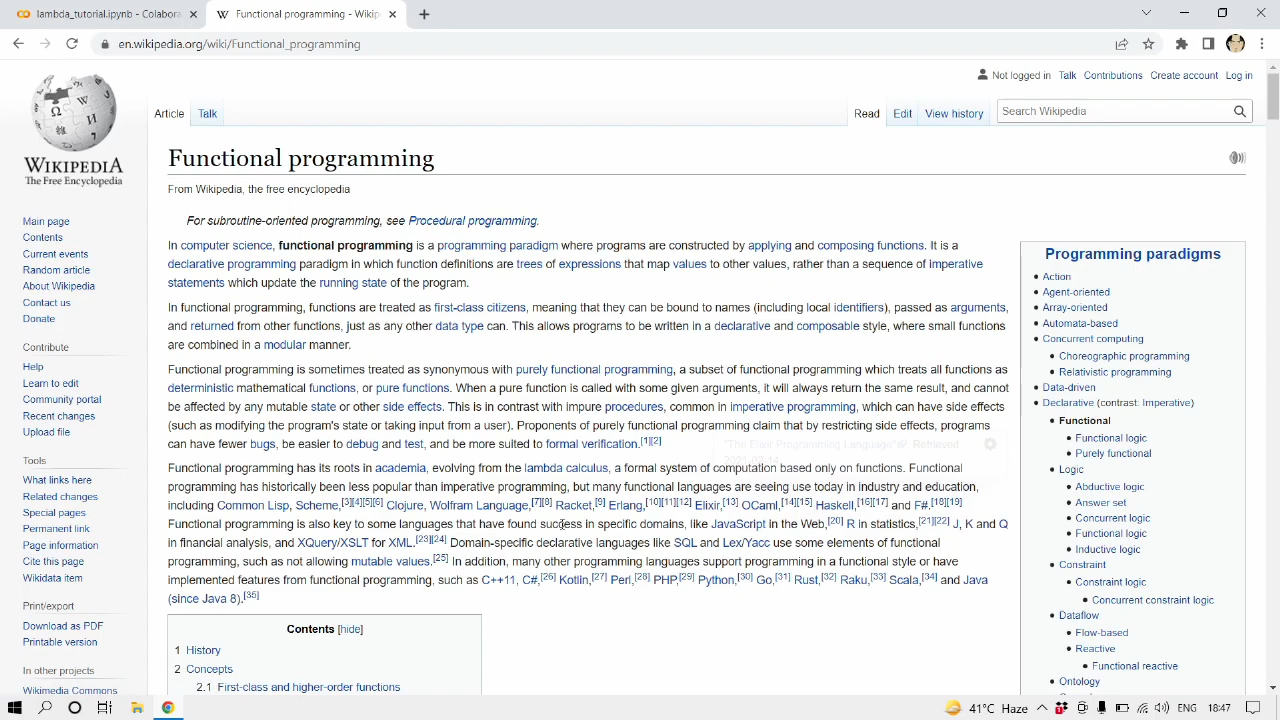 lambda_tutorial.ipynb - Colabora
Functional programming - Wikip
en.wikipedia.org/wiki/Functional_programming
Not logged in Talk Contributions Create account Log in
Article Talk Read Edit View history Search Wikipedia
WIKIPEDIA
The Free Encyclopedia
Main page
Contents
Current events
Random article
About Wikipedia
Contact us
Donate
Contribute
Help
Learn to edit
Community portal
Recent changes
Upload file
Tools
What links here
Related changes
Special pages
Permanent link
Page information
Cite this page
Wikidata item
Print/export
Download as PDF
Printable version
In other projects
Wikimedia Commons
Functional programming
From Wikipedia, the free encyclopedia
For subroutine-oriented programming, see Procedural programming.
In computer science, functional programming is a programming paradigm where programs are constructed by applying and composing functions. It is a
declarative programming paradigm in which function definitions are trees of expressions that map values to other values, rather than a sequence of imperative
statements which update the running state of the program.
In functional programming, functions are treated as first-class citizens, meaning that they can be bound to names (including local identifiers), passed as arguments,
and returned from other functions, just as any other data type can. This allows programs to be written in a declarative and composable style, where small functions
are combined in a modular manner.
Functional programming is sometimes treated as synonymous with purely functional programming, a subset of functional programming which treats all functions as
deterministic mathematical functions, or pure functions. When a pure function is called with some given arguments, it will always return the same result, and cannot
be affected by any mutable state or other side effects. This is in contrast with impure procedures, common in imperative programming, which can have side effects
(such as modifying the program's state or taking input from a user). Proponents of purely functional programming claim that by restricting side effects, programs
can have fewer bugs, be easier to debug and test, and be more suited to formal verification.[1][2]
"The Elixir Programming Language" Retrieved
2021-02-14
Functional programming has its roots in academia, evolving from the lambda calculus, a formal system of computation based only on functions. Functional
programming has historically been less popular than imperative programming, but many functional languages are seeing use today in industry and education,
including Common Lisp, Scheme,[3][4][5][6] Clojure, Wolfram Language,[7][8] Racket,[9] Erlang,[10][11][12] Elixir,[13] OCaml,[14][15] Haskell,[16][17] and F#.[18][19]
Functional programming is also key to some languages that have found success in specific domains, like JavaScript in the Web,[20] R in statistics,[21][22] J, K and Q
in financial analysis, and XQuery/XSLT for XML.[23][24] Domain-specific declarative languages like SQL and Lex/Yacc use some elements of functional
programming, such as not allowing mutable values.[25] In addition, many other programming languages support programming in a functional style or have
implemented features from functional programming, such as C++11, C#,[26] Kotlin,[27] Perl,[28] PHP,[29] Python,[30] Go,[31] Rust,[32] Raku,[33] Scala,[34] and Java
(since Java 8).[35]
Contents [hide]
1 History
2 Concepts
2.1 First-class and higher-order functions
Programming paradigms
Action
Agent-oriented
Array-oriented
Automata-based
Concurrent computing
Choreographic programming
Relativistic programming
Data-driven
Declarative (contrast: Imperative)
Functional
Functional logic
Purely functional
Logic
Abductive logic
Answer set
Concurrent logic
Functional logic
Inductive logic
Constraint
Constraint logic
Concurrent constraint logic
Dataflow
Flow-based
Reactive
Functional reactive
Ontology
41°C Haze ENG 18:47